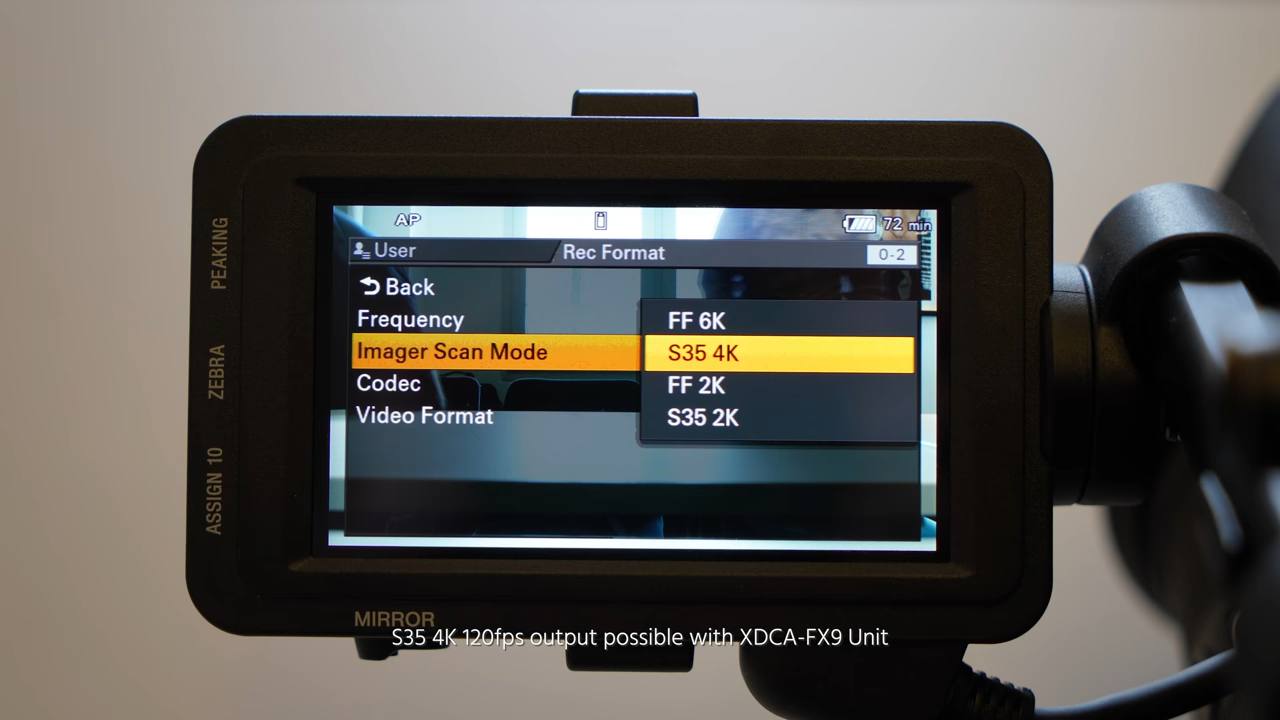 AP
72 min
User
Rec Format
0-2
Back
Frequency
Imager Scan Mode
Codec
Video Format
FF 6K
S35 4K
FF 2K
S35 2K
PEAKING
ZEBRA
ASSIGN 10
MIRROR
S35 4K 120fps output possible with XDCA-FX9 Unit